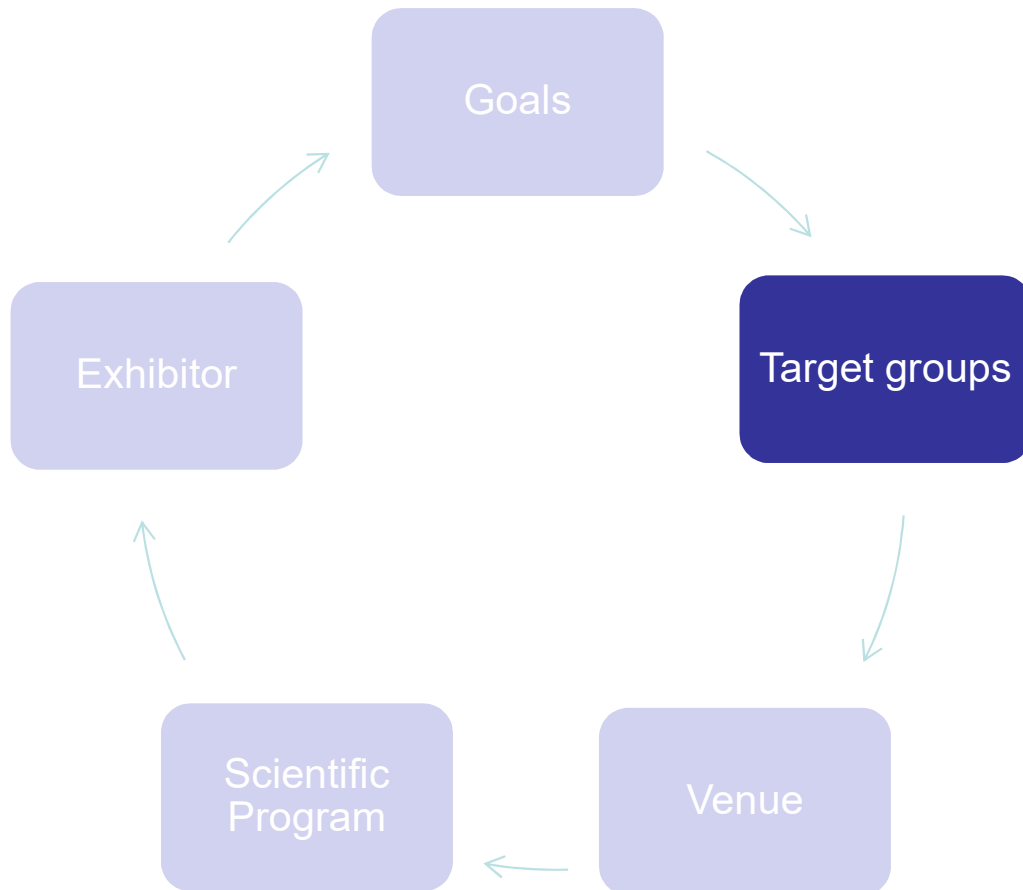 Goals
Target groups
Venue
Scientific
Program
Exhibitor